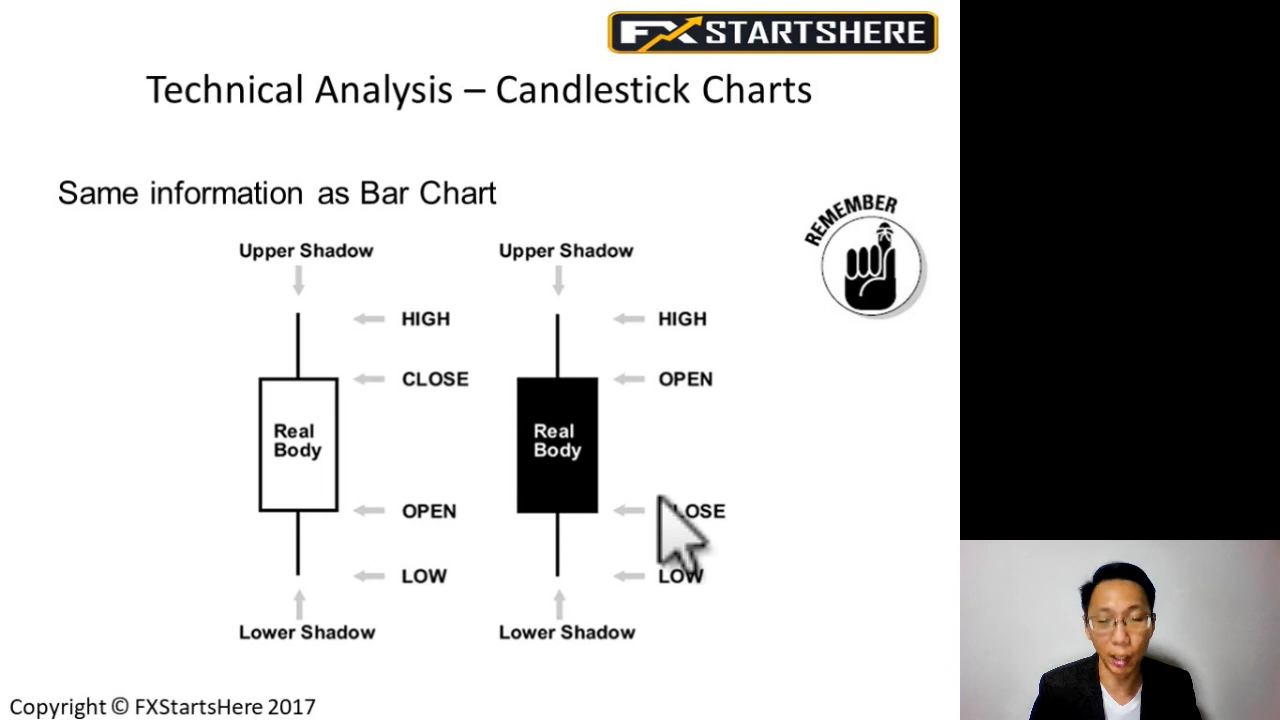 FX STARTSHERE
Technical Analysis – Candlestick Charts
Same information as Bar Chart
REMEMBER
Upper Shadow
HIGH
CLOSE
Real
Body
OPEN
LOW
Lower Shadow
Upper Shadow
HIGH
OPEN
Real
Body
LOSE
LOW
Lower Shadow
Copyright © FXStartsHere 2017